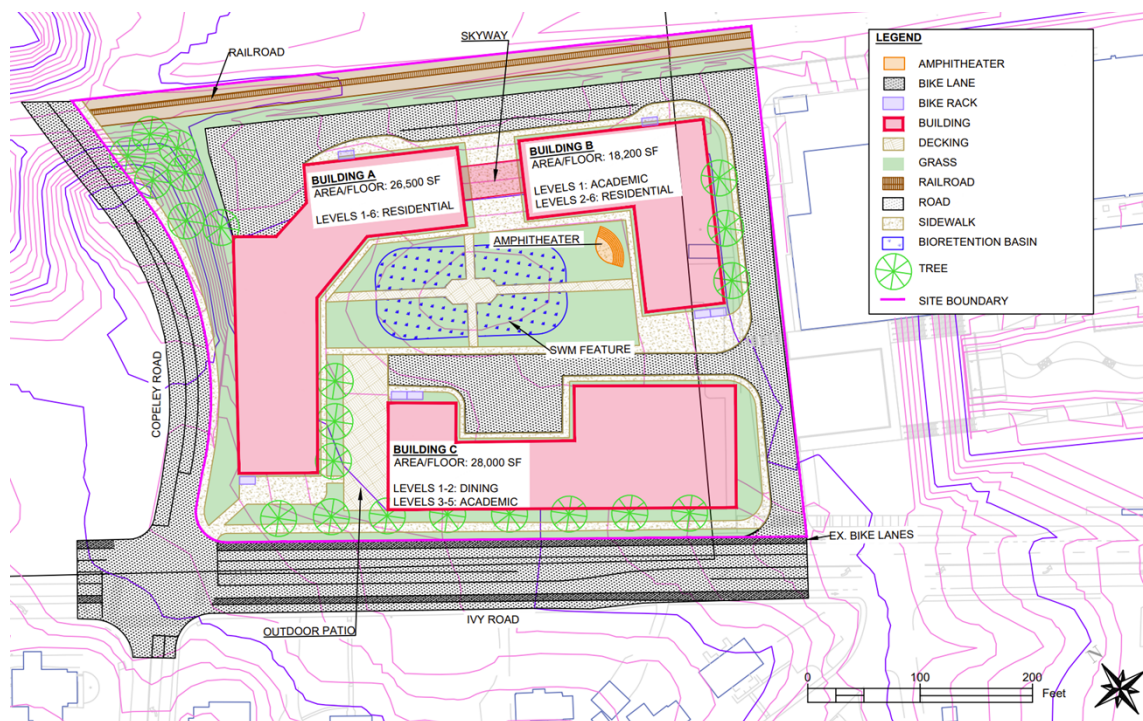 SKYWAY
RAILROAD
LEGEND
AMPHITHEATER
BIKE LANE
BIKE RACK
BUILDING
DECKING
GRASS
RAILROAD
ROAD
SIDEWALK
BIORETENTION BASIN
TREE
SITE BOUNDARY
BUILDING A
AREA/FLOOR: 26,500 SF
LEVELS 1-6: RESIDENTIAL
BUILDING B
AREA/FLOOR: 18,200 SF
LEVELS 1: ACADEMIC
LEVELS 2-6: RESIDENTIAL
AMPHITHEATER
SWM FEATURE
COPELEY ROAD
BUILDING C
AREA/FLOOR: 28,000 SF
LEVELS 1-2: DINING
LEVELS 3-5: ACADEMIC
EX. BIKE LANES
IVY ROAD
OUTDOOR PATIO
N
0 100 200
Feet